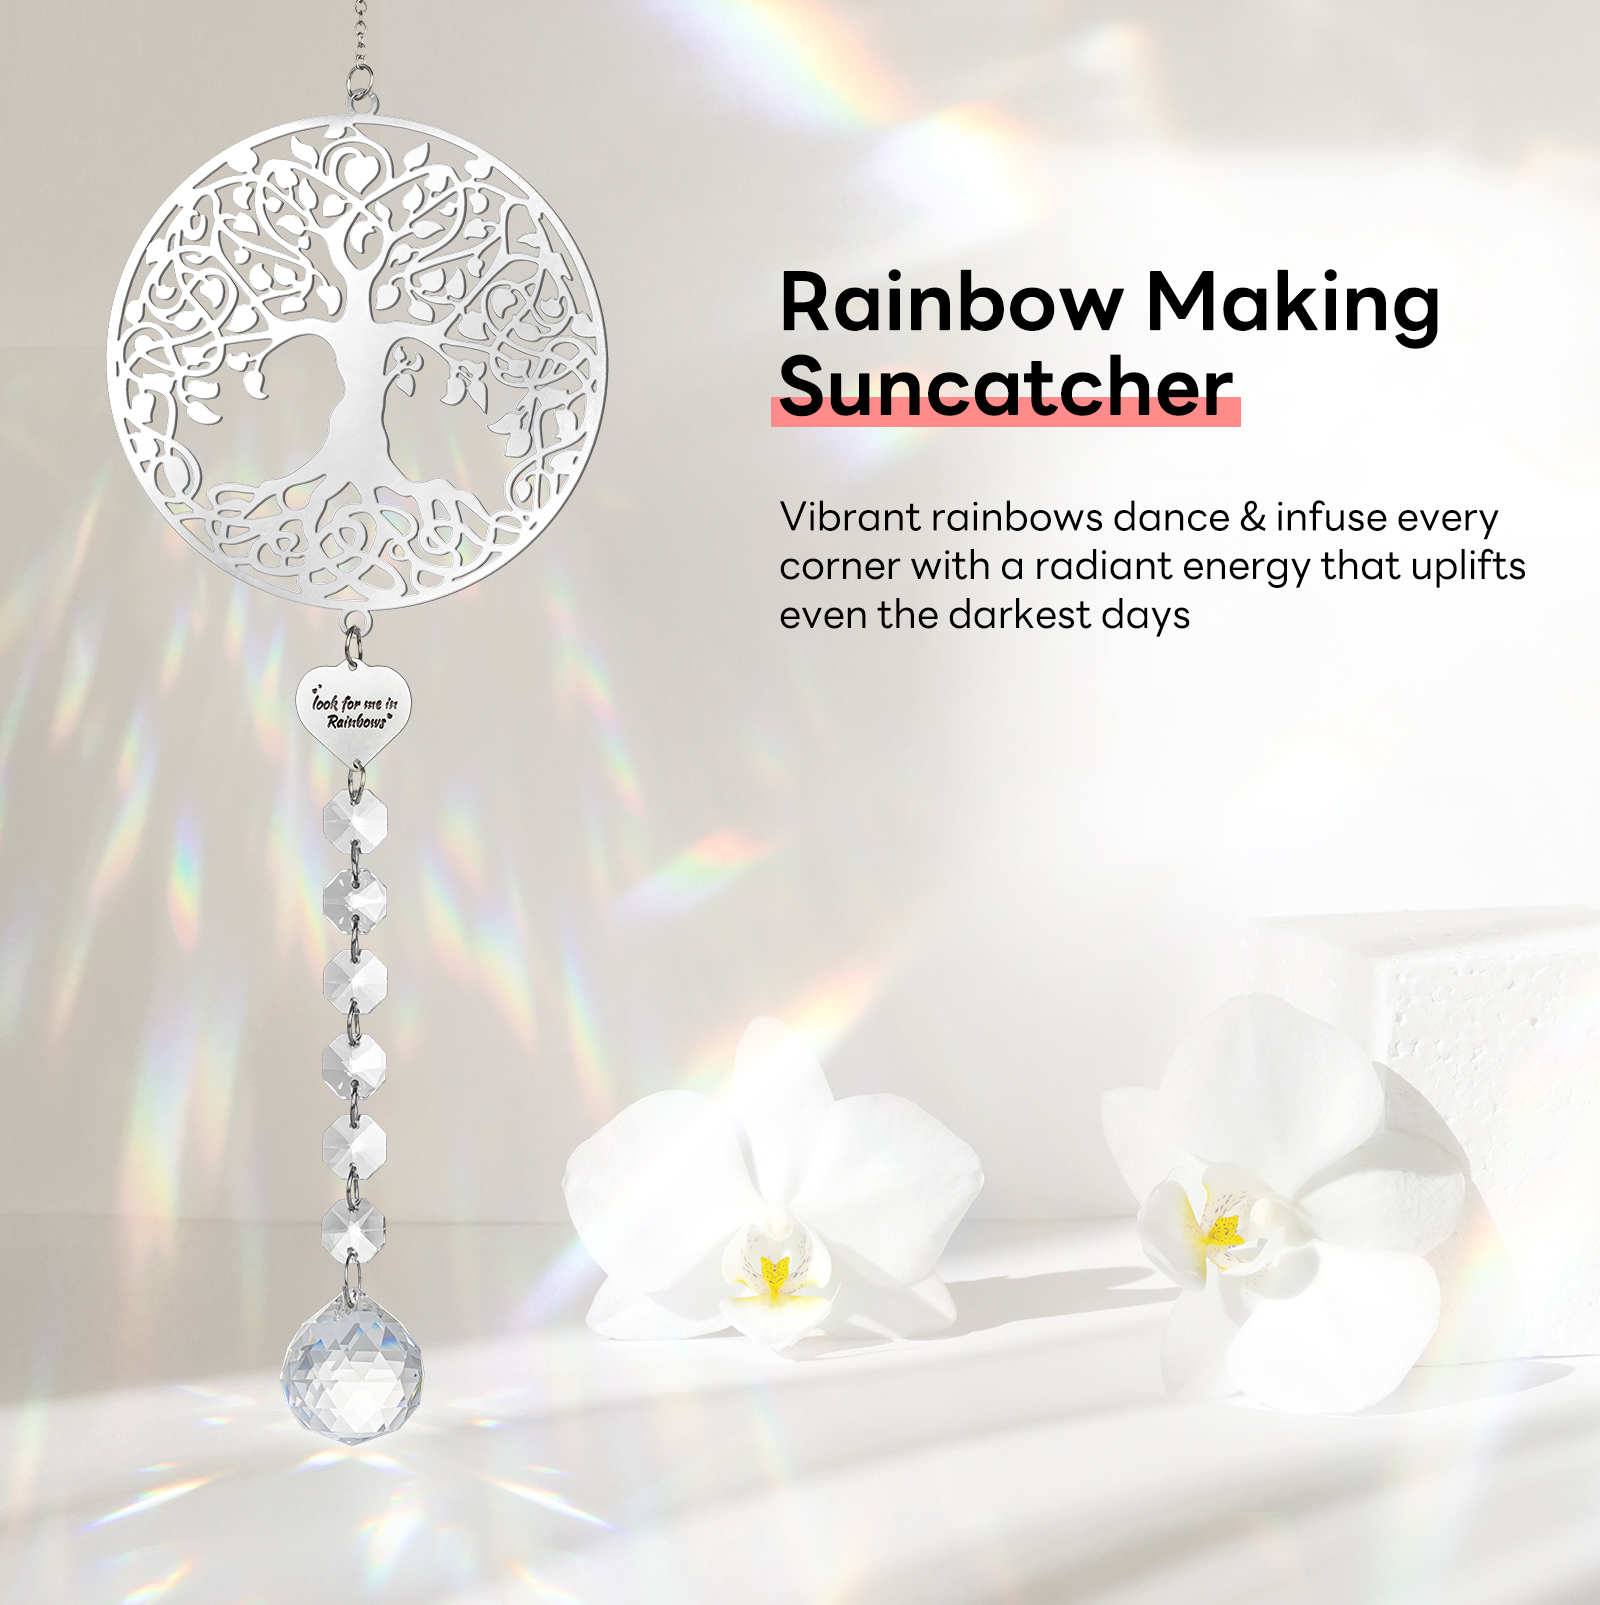 Rainbow Making
Suncatcher
Vibrant rainbows dance & infuse every
corner with a radiant energy that uplifts
even the darkest days
look for me in
Rainbows